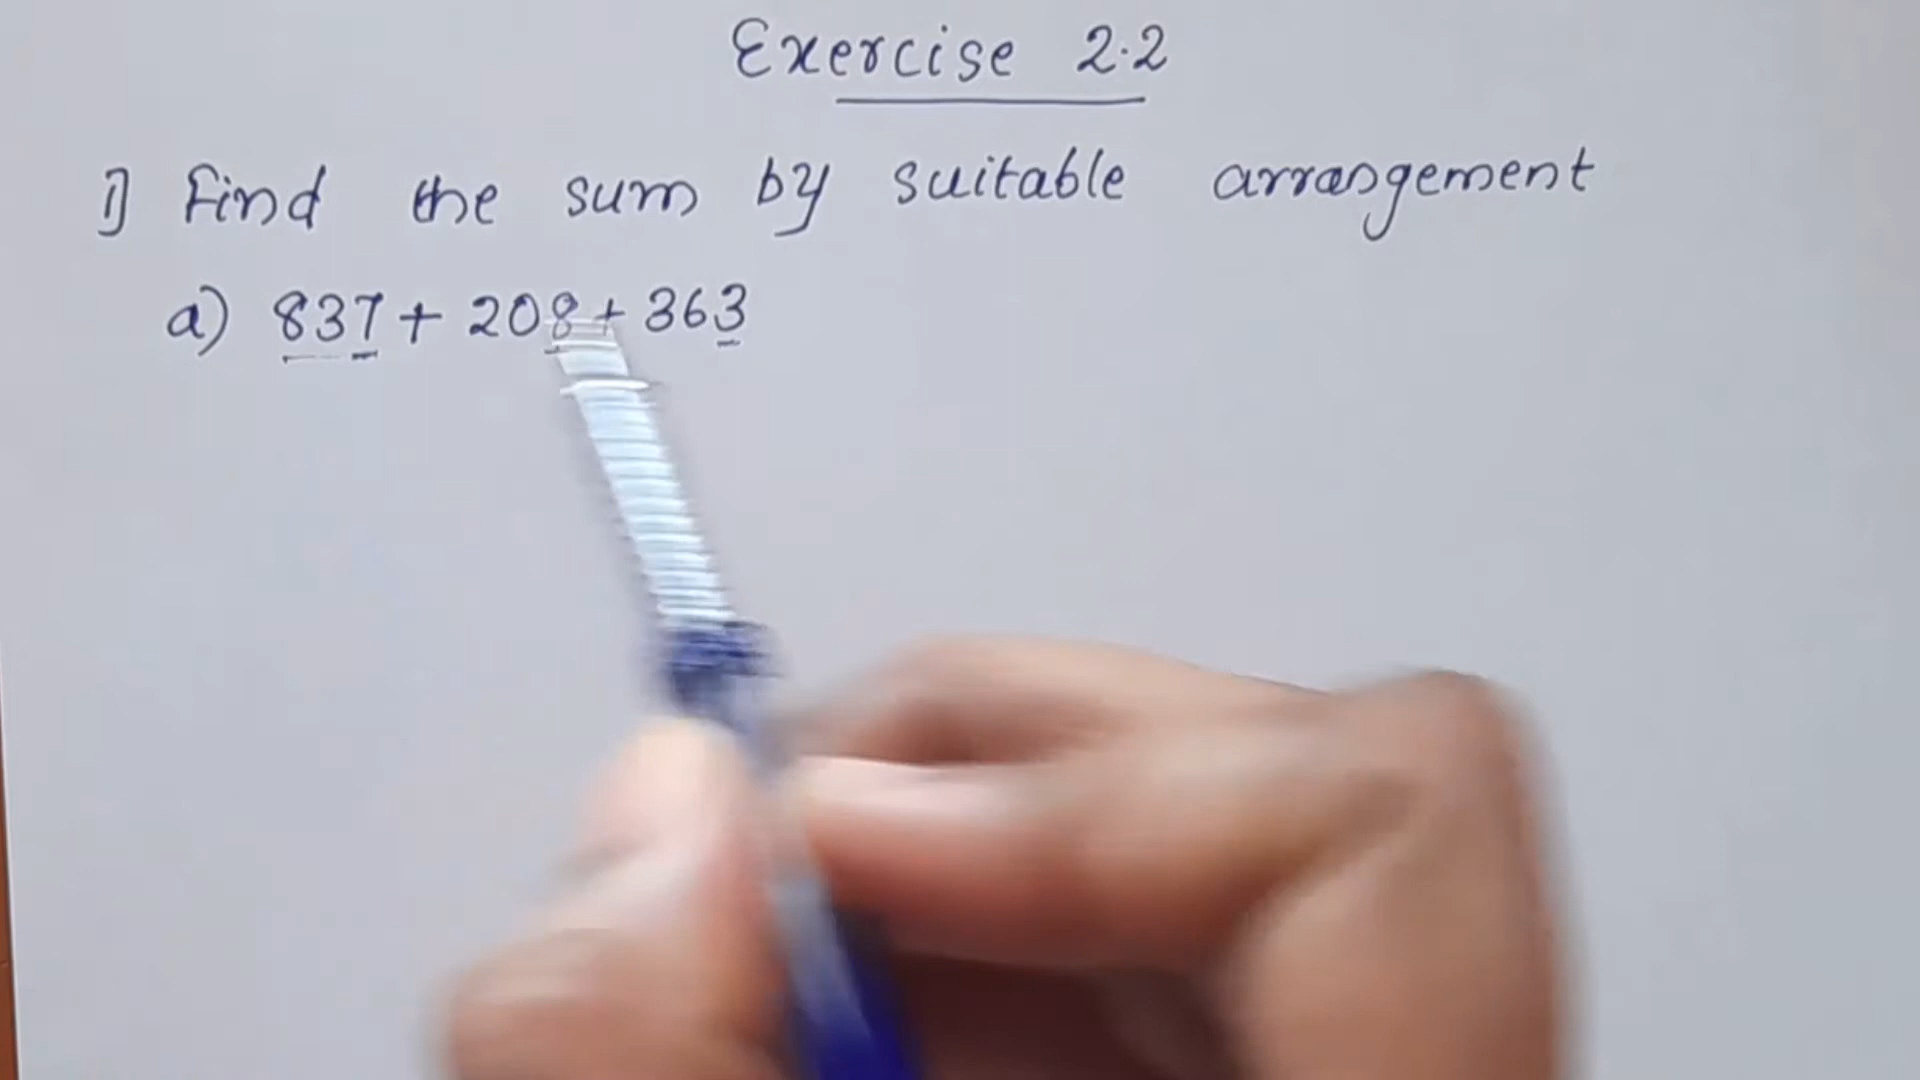 Exercise 2.2
1) Find the sum by suitable arrangement
a) 837 + 208 + 363